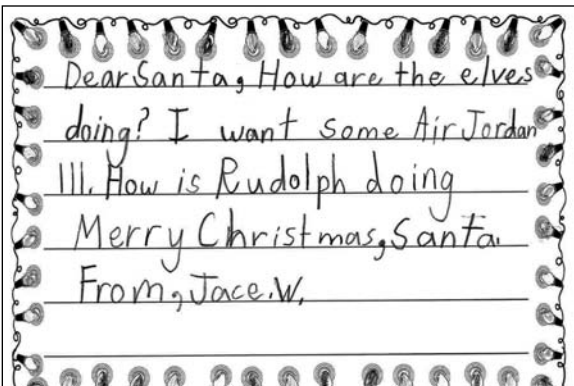 Dear Santa, How are the elves
doing? I want some Air Jordan
III. How is Rudolph doing
Merry Christmas, Santa.
From, Jace.W.